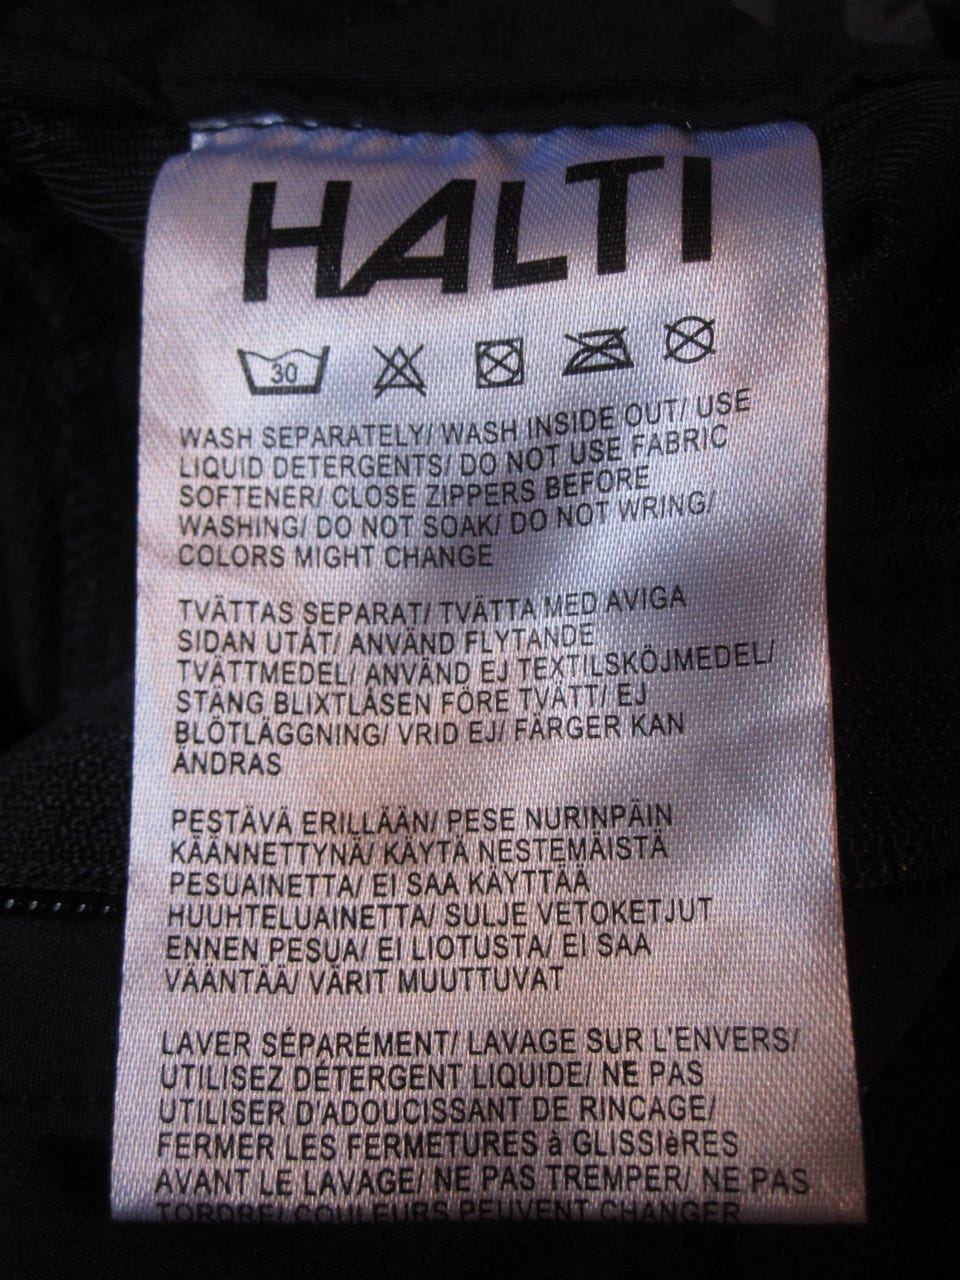 HALTI
30
WASH SEPARATELY/ WASH INSIDE OUT/ USE
LIQUID DETERGENTS/ DO NOT USE FABRIC
SOFTENER/ CLOSE ZIPPERS BEFORE
WASHING/ DO NOT SOAK/ DO NOT WRING/
COLORS MIGHT CHANGE
TVÄTTAS SEPARAT/ TVÄTTA MED AVIGA
SIDAN UTÅT/ ANVÄND FLYTANDE
TVÄTTMEDEL/ ANVÄND EJ TEXTILSKÖJMEDEL/
STÄNG BLIXTLÅSEN FÖRE TVÄTT/ EJ
BLÖTLÄGGNING/ VRID EJ/ FÄRGER KAN
ÄNDRAS
PESTÄVÄ ERILLÄÄN/ PESE NURINPÄIN
KÄÄNNETTYNÄ/ KÄYTÄ NESTEMÄISTÄ
PESUAINETTA/ EI SAA KÄYTTÄÄ
HUUHTELUAINETTA/ SULJE VETOKETJUT
ENNEN PESUA/ EI LIOTUSTA/ EI SAA
VÄÄNTÄÄ/ VÄRIT MUUTTUVAT
LAVER SÉPARÉMENT/ LAVAGE SUR L'ENVERS/
UTILISEZ DÉTERGENT LIQUIDE/ NE PAS
UTILISER D'ADOUCISSANT DE RINCAGE/
FERMER LES FERMETURES à GLISSIèRES
AVANT LE LAVAGE/ NE PAS TREMPER/ NE PAS
TORDRE/ COULEURS PEUVENT CHANGER